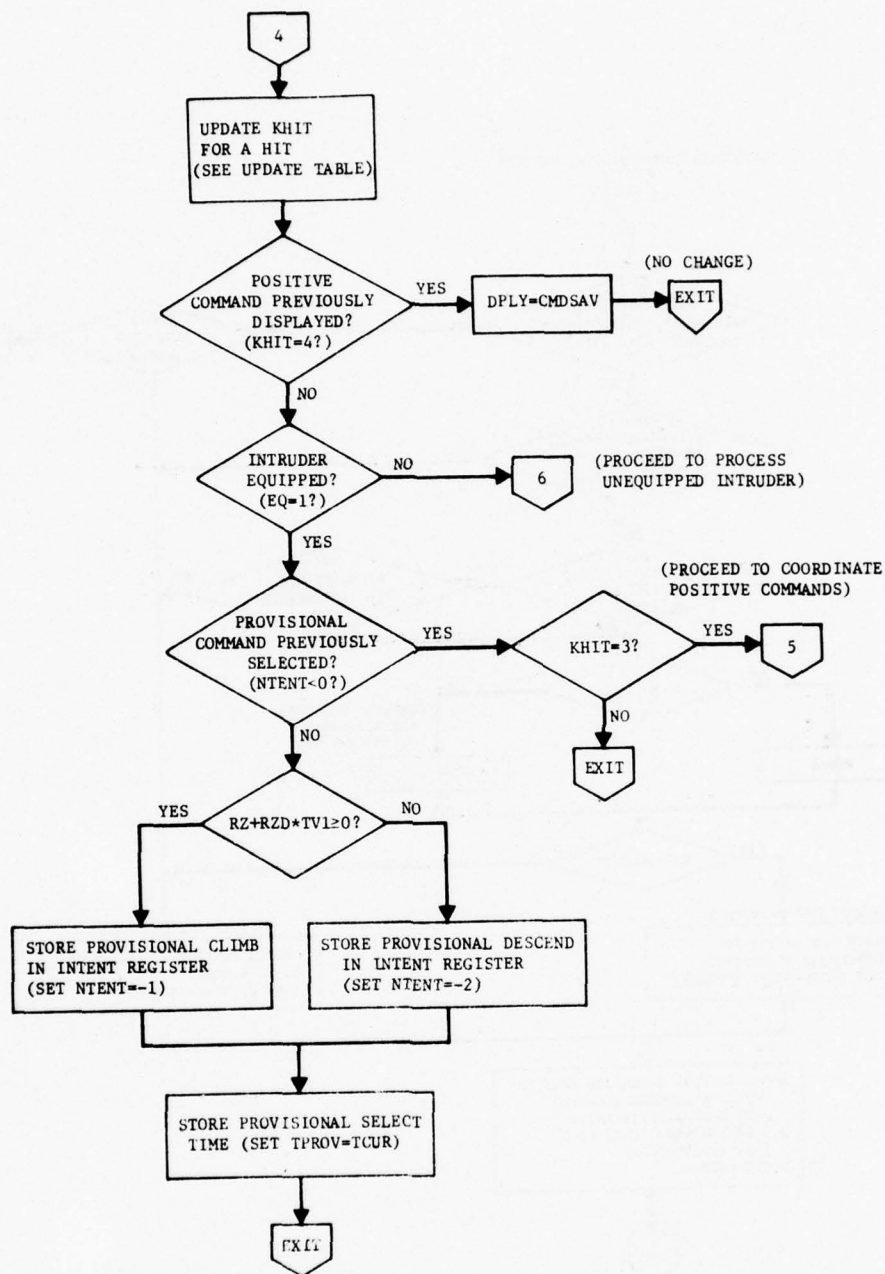 4
UPDATE KHIT
FOR A HIT
(SEE UPDATE TABLE)
POSITIVE
COMMAND PREVIOUSLY
DISPLAYED?
(KHIT=4?)
YES
DPLY=CMDSAV
(NO CHANGE)
EXIT
NO
INTRUDER
EQUIPPED?
(EQ=1?)
NO
6
(PROCEED TO PROCESS
UNEQUIPPED INTRUDER)
YES
PROVISIONAL
COMMAND PREVIOUSLY
SELECTED?
(NTENT<0?)
YES
KHIT=3?
YES
(PROCEED TO COORDINATE
POSITIVE COMMANDS)
5
NO
EXIT
NO
RZ+RZD*TV1≥0?
YES
NO
STORE PROVISIONAL CLIMB
IN INTENT REGISTER
(SET NTENT=-1)
STORE PROVISIONAL DESCEND
IN INTENT REGISTER
(SET NTENT=-2)
STORE PROVISIONAL SELECT
TIME (SET TPROV=TCUR)
EXIT